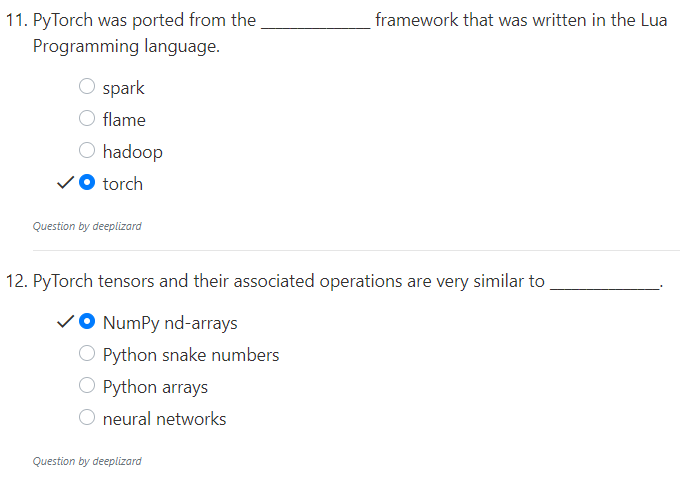 11. PyTorch was ported from the ______________ framework that was written in the Lua
Programming language.
spark
flame
hadoop
torch
Question by deeplizard
12. PyTorch tensors and their associated operations are very similar to ______________.
NumPy nd-arrays
Python snake numbers
Python arrays
neural networks
Question by deeplizard